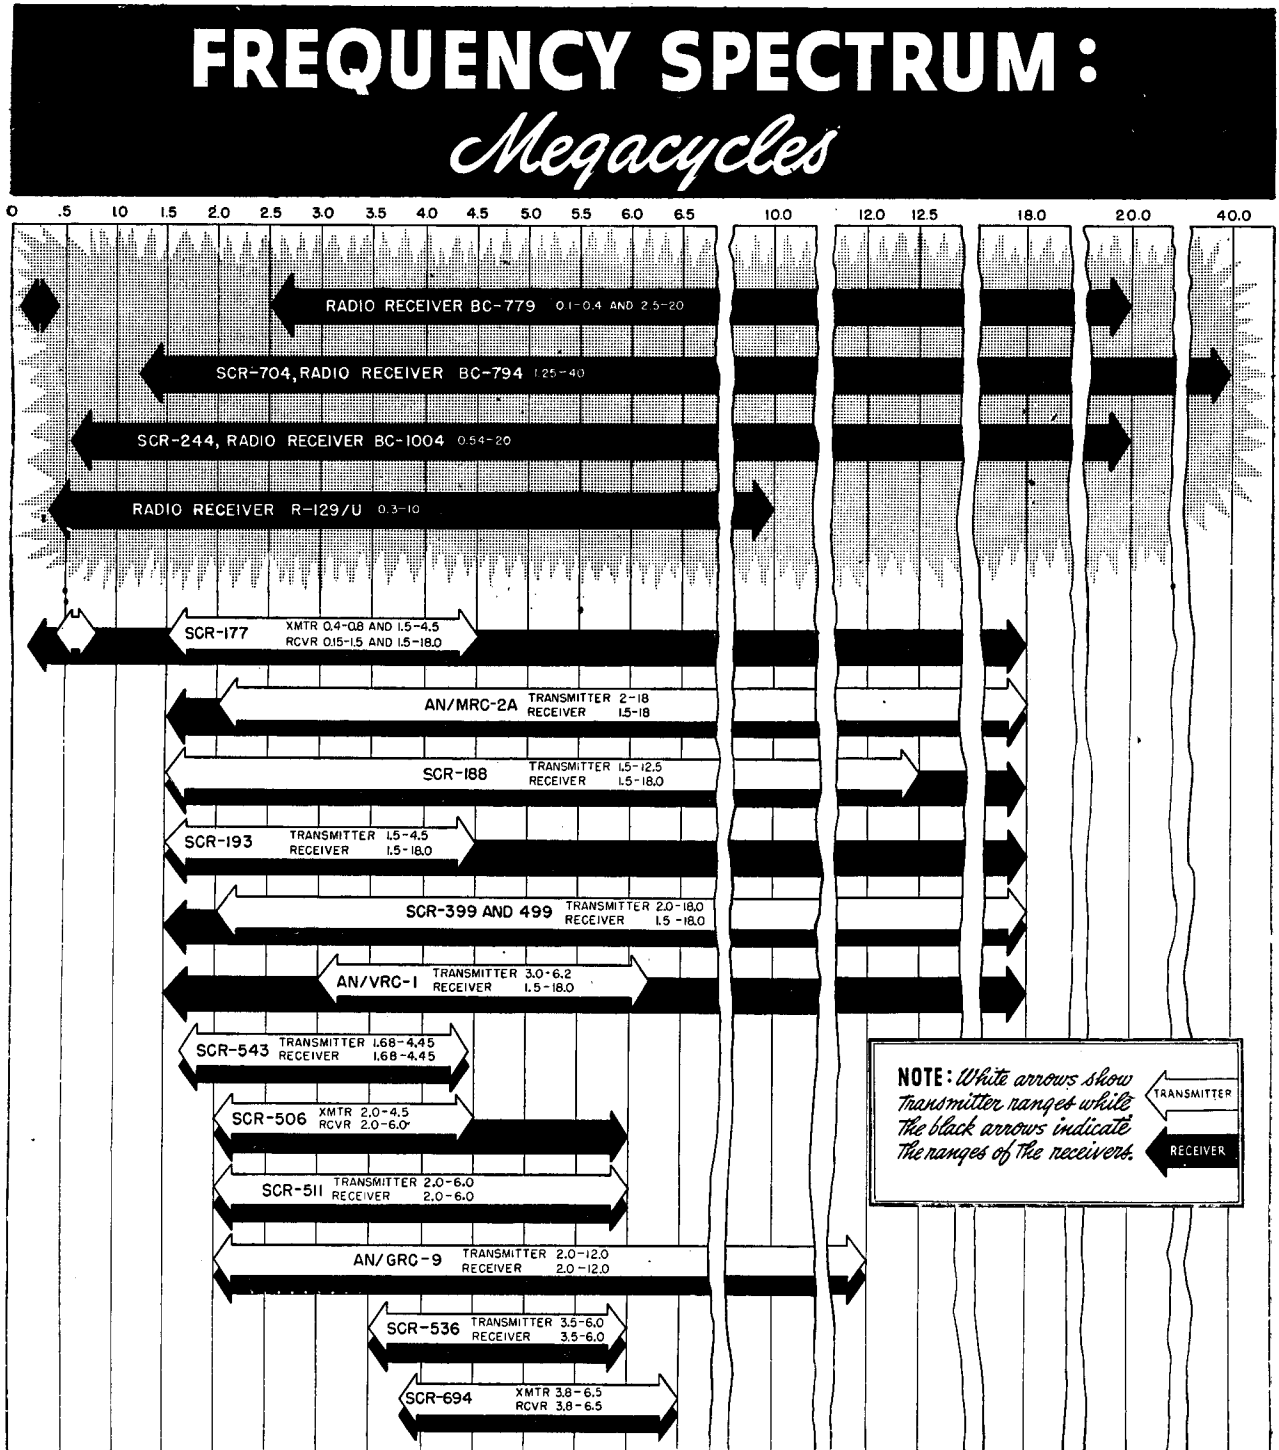 FREQUENCY SPECTRUM:
Megacycles
0 .5 1.0 1.5 2.0 2.5 3.0 3.5 4.0 4.5 5.0 5.5 6.0 6.5 10.0 12.0 12.5 18.0 20.0 40.0
RADIO RECEIVER BC-779 0.1-0.4 AND 2.5-20
SCR-704, RADIO RECEIVER BC-794 1.25-40
SCR-244, RADIO RECEIVER BC-1004 0.54-20
RADIO RECEIVER R-129/U 0.3-10
SCR-177 XMTR 0.4-0.8 AND 1.5-4.5
RCVR 0.15-1.5 AND 1.5-18.0
AN/MRC-2A TRANSMITTER 2-18
RECEIVER 1.5-18
SCR-188 TRANSMITTER 1.5-12.5
RECEIVER 1.5-18.0
SCR-193 TRANSMITTER 1.5-4.5
RECEIVER 1.5-18.0
SCR-399 AND 499 TRANSMITTER 2.0-18.0
RECEIVER 1.5-18.0
AN/VRC-1 TRANSMITTER 3.0-6.2
RECEIVER 1.5-18.0
SCR-543 TRANSMITTER 1.68-4.45
RECEIVER 1.68-4.45
SCR-506 XMTR 2.0-4.5
RCVR 2.0-6.0
SCR-511 TRANSMITTER 2.0-6.0
RECEIVER 2.0-6.0
AN/GRC-9 TRANSMITTER 2.0-12.0
RECEIVER 2.0-12.0
SCR-536 TRANSMITTER 3.5-6.0
RECEIVER 3.5-6.0
SCR-694 XMTR 3.8-6.5
RCVR 3.8-6.5
NOTE: White arrows show
transmitter ranges while
the black arrows indicate
the ranges of the receivers.
TRANSMITTER
RECEIVER